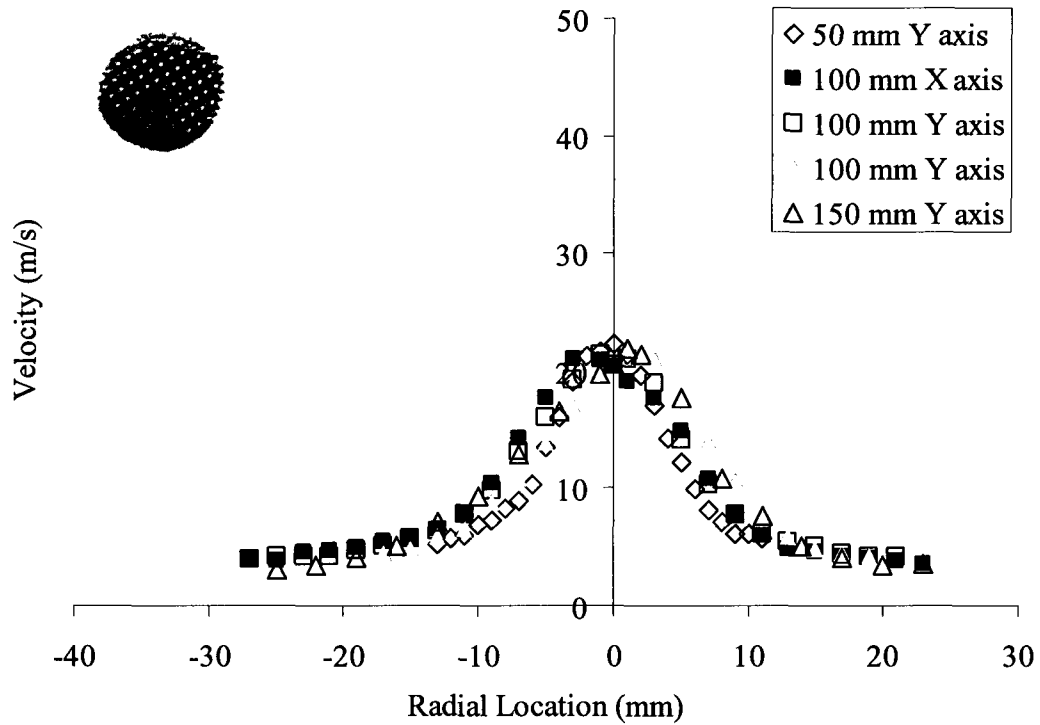 50
40
30
20
10
0
-40 -30 -20 -10 0 10 20 30
Velocity (m/s)
Radial Location (mm)
50 mm Y axis
100 mm X axis
100 mm Y axis
100 mm Y axis
150 mm Y axis